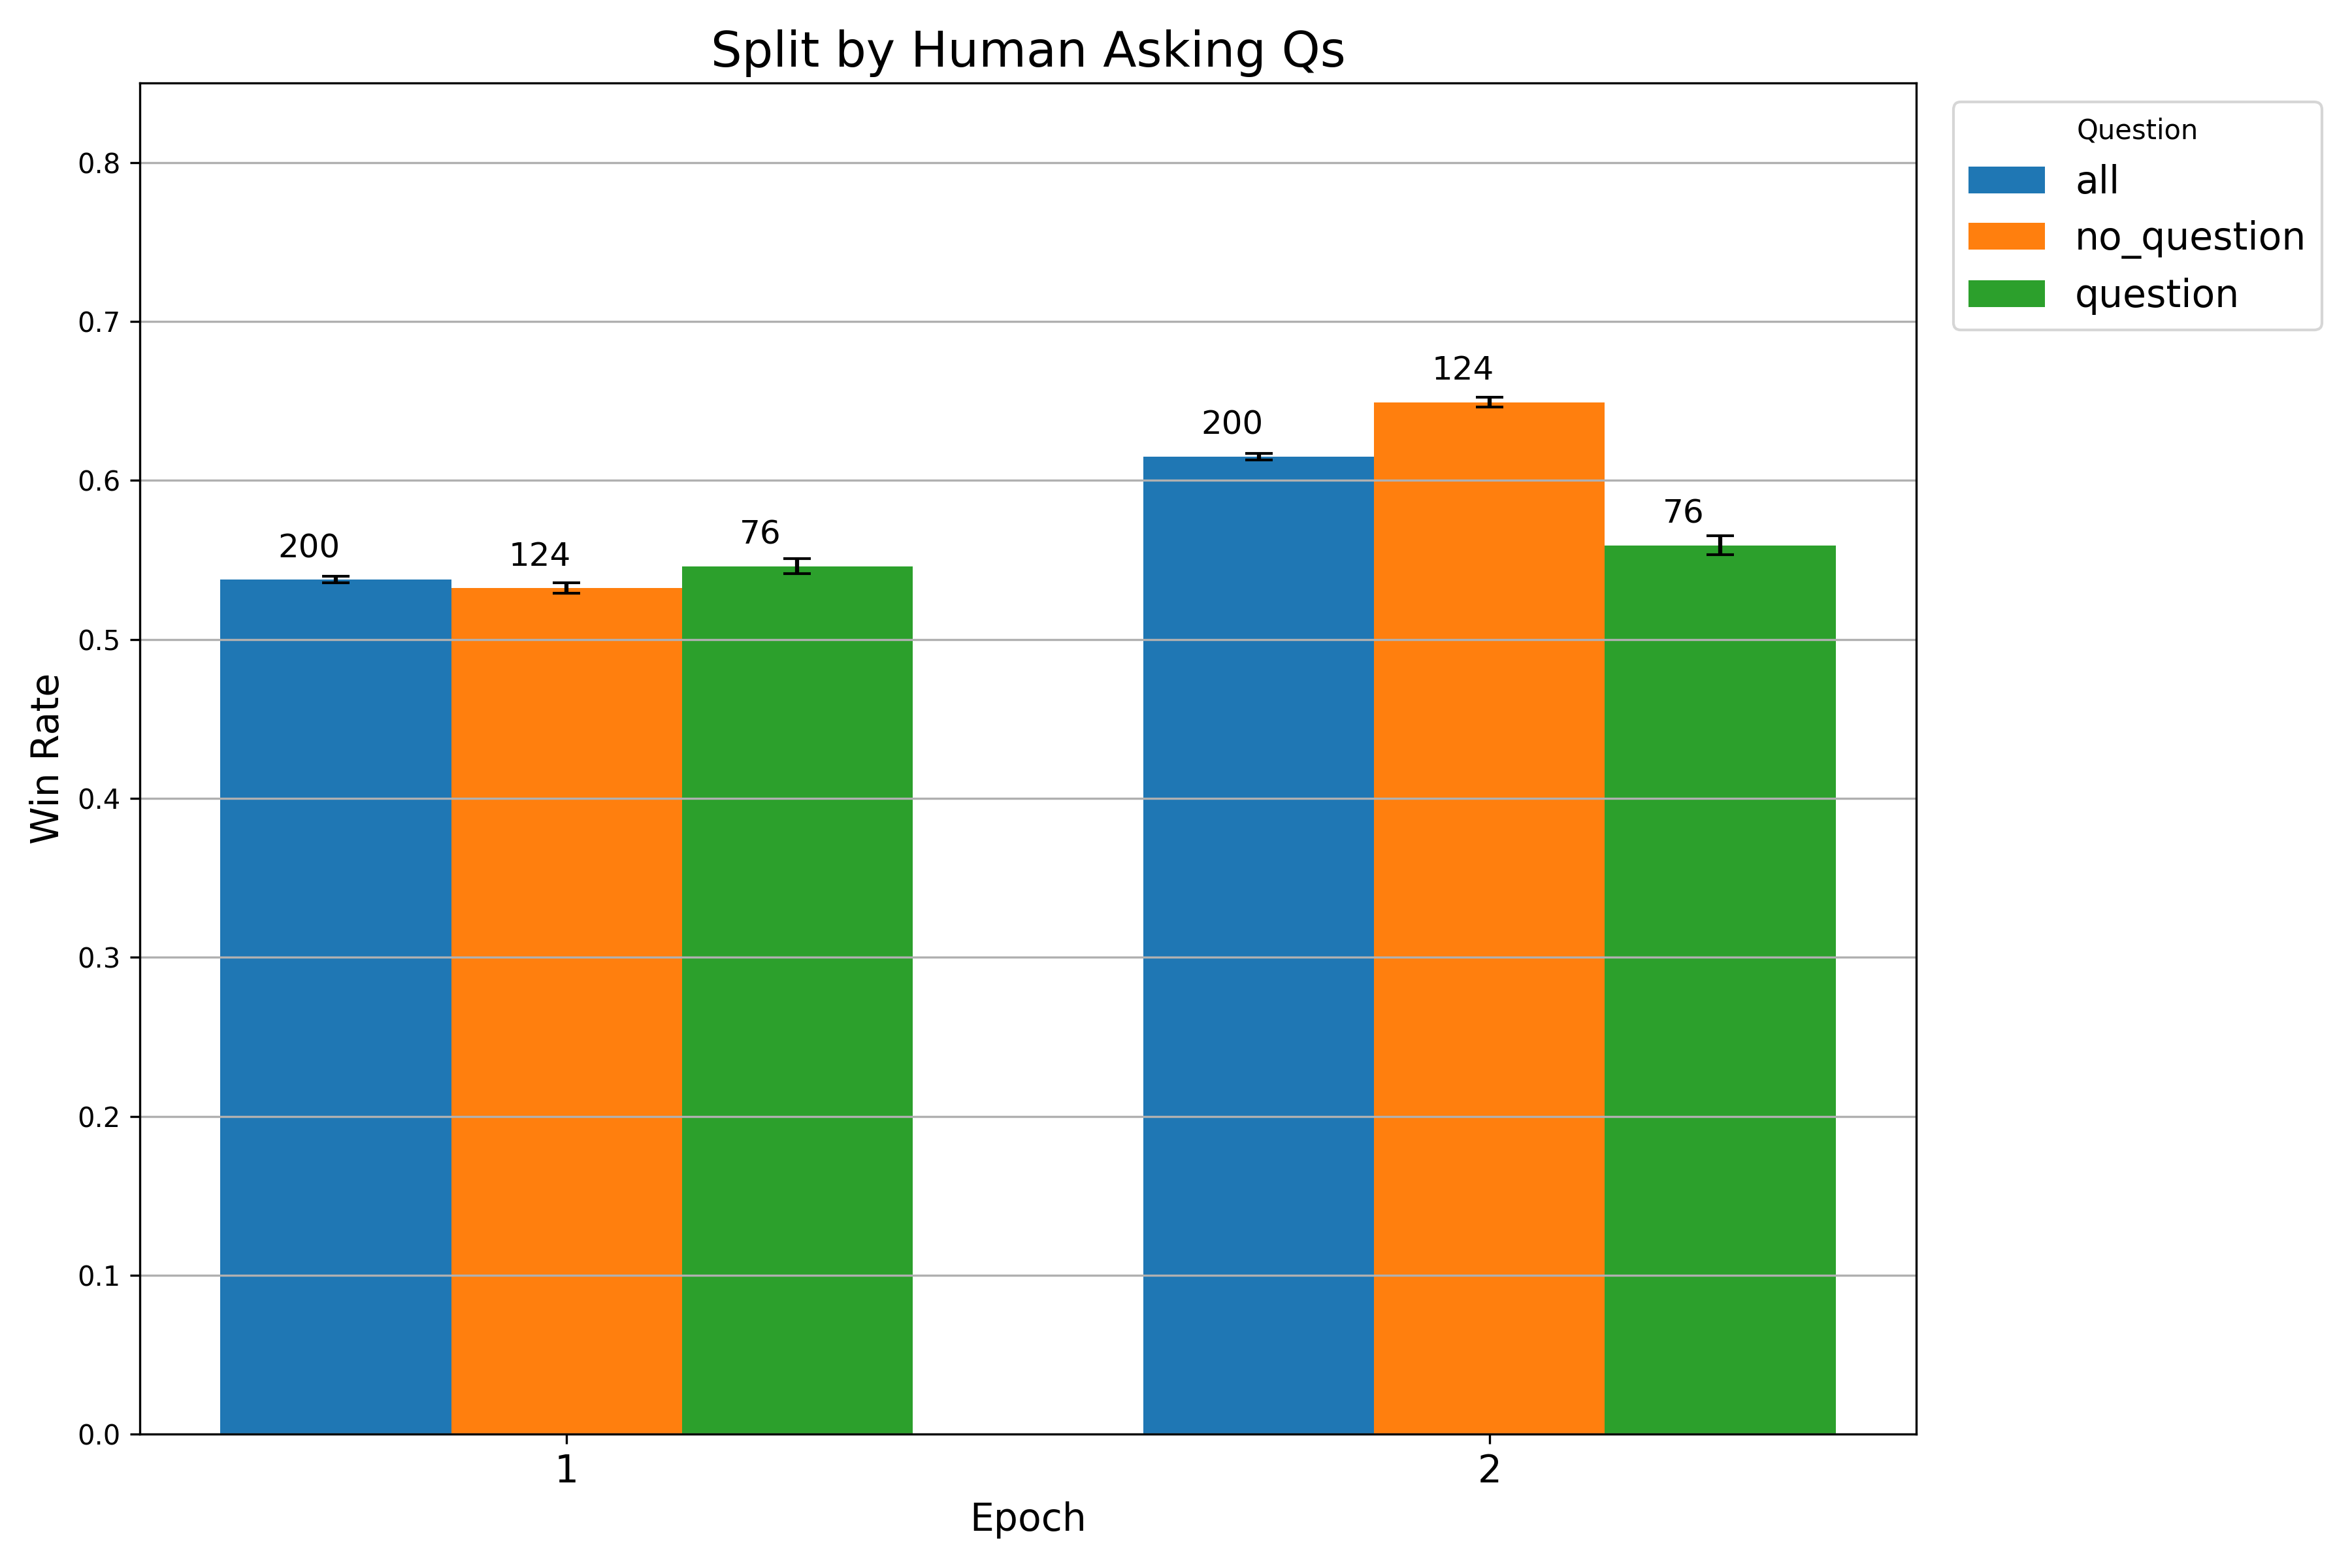 Split by Human Asking Qs
Question
all
no_question
question
0.8
0.7
0.6
0.5
0.4
0.3
0.2
0.1
0.0
Win Rate
200
124
76
200
124
76
1
2
Epoch